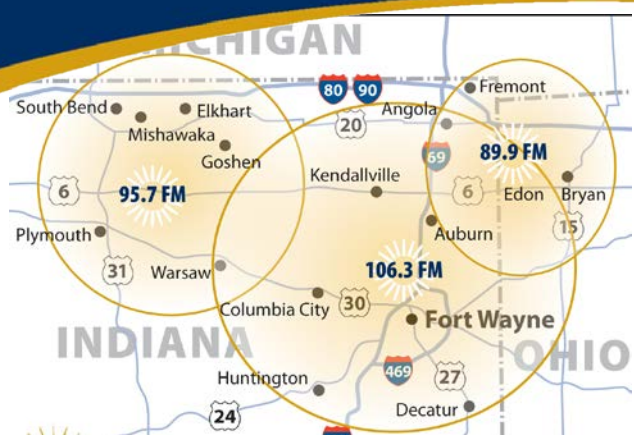 MICHIGAN
Fremont
80
90
South Bend
Elkhart
Mishawaka
20
Angola
Goshen
69
89.9 FM
Kendallville
6
95.7 FM
6
Edon
Bryan
Plymouth
Auburn
15
31
Warsaw
106.3 FM
Columbia City
30
Fort Wayne
INDIANA
OHIO
469
27
Huntington
24
Decatur